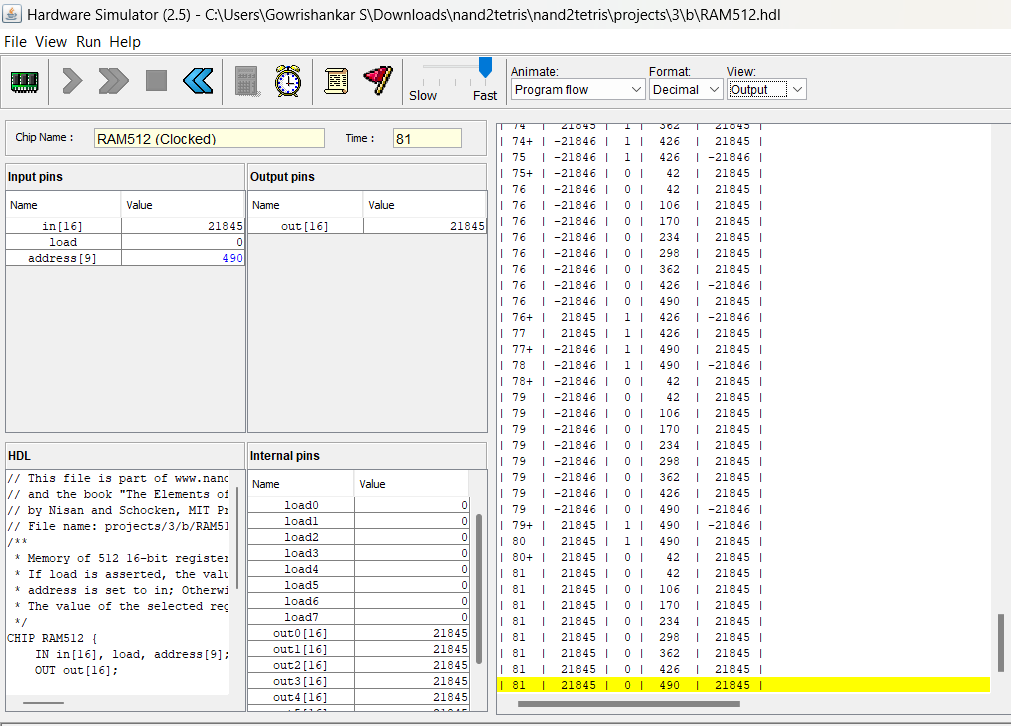 Hardware Simulator (2.5) - C:\Users\Gowrishankar S\Downloads\nand2tetris\nand2tetris\projects\3\b\RAM512.hdl
File View Run Help
Slow Fast
Animate:
Program flow
Format:
Decimal
View:
Output
Chip Name : RAM512 (Clocked) Time : 81
Input pins
Name Value
in[16] 21845
load 0
address[9] 490
Output pins
Name Value
out[16] 21845
HDL
// This file is part of www.nand
// and the book "The Elements of
// by Nisan and Schocken, MIT Pr
// File name: projects/3/b/RAM51
/**
* Memory of 512 16-bit register
* If load is asserted, the valu
* address is set to in; Otherwi
* The value of the selected reg
*/
CHIP RAM512 {
IN in[16], load, address[9];
OUT out[16];
Internal pins
Name Value
load0 0
load1 0
load2 0
load3 0
load4 0
load5 0
load6 0
load7 0
out0[16] 21845
out1[16] 21845
out2[16] 21845
out3[16] 21845
out4[16] 21845
| 74 | 21845 | 1 | 362 | 21845 |
| 74+ | -21846 | 1 | 426 | 21845 |
| 75 | -21846 | 1 | 426 | -21846 |
| 75+ | -21846 | 0 | 42 | 21845 |
| 76 | -21846 | 0 | 42 | 21845 |
| 76 | -21846 | 0 | 106 | 21845 |
| 76 | -21846 | 0 | 170 | 21845 |
| 76 | -21846 | 0 | 234 | 21845 |
| 76 | -21846 | 0 | 298 | 21845 |
| 76 | -21846 | 0 | 362 | 21845 |
| 76 | -21846 | 0 | 426 | -21846 |
| 76 | -21846 | 0 | 490 | 21845 |
| 76+ | 21845 | 1 | 426 | -21846 |
| 77 | 21845 | 1 | 426 | 21845 |
| 77+ | -21846 | 1 | 490 | 21845 |
| 78 | -21846 | 1 | 490 | -21846 |
| 78+ | -21846 | 0 | 42 | 21845 |
| 79 | -21846 | 0 | 42 | 21845 |
| 79 | -21846 | 0 | 106 | 21845 |
| 79 | -21846 | 0 | 170 | 21845 |
| 79 | -21846 | 0 | 234 | 21845 |
| 79 | -21846 | 0 | 298 | 21845 |
| 79 | -21846 | 0 | 362 | 21845 |
| 79 | -21846 | 0 | 426 | 21845 |
| 79 | -21846 | 0 | 490 | -21846 |
| 79+ | 21845 | 1 | 490 | -21846 |
| 80 | 21845 | 1 | 490 | 21845 |
| 80+ | 21845 | 0 | 42 | 21845 |
| 81 | 21845 | 0 | 42 | 21845 |
| 81 | 21845 | 0 | 106 | 21845 |
| 81 | 21845 | 0 | 170 | 21845 |
| 81 | 21845 | 0 | 234 | 21845 |
| 81 | 21845 | 0 | 298 | 21845 |
| 81 | 21845 | 0 | 362 | 21845 |
| 81 | 21845 | 0 | 426 | 21845 |
| 81 | 21845 | 0 | 490 | 21845 |